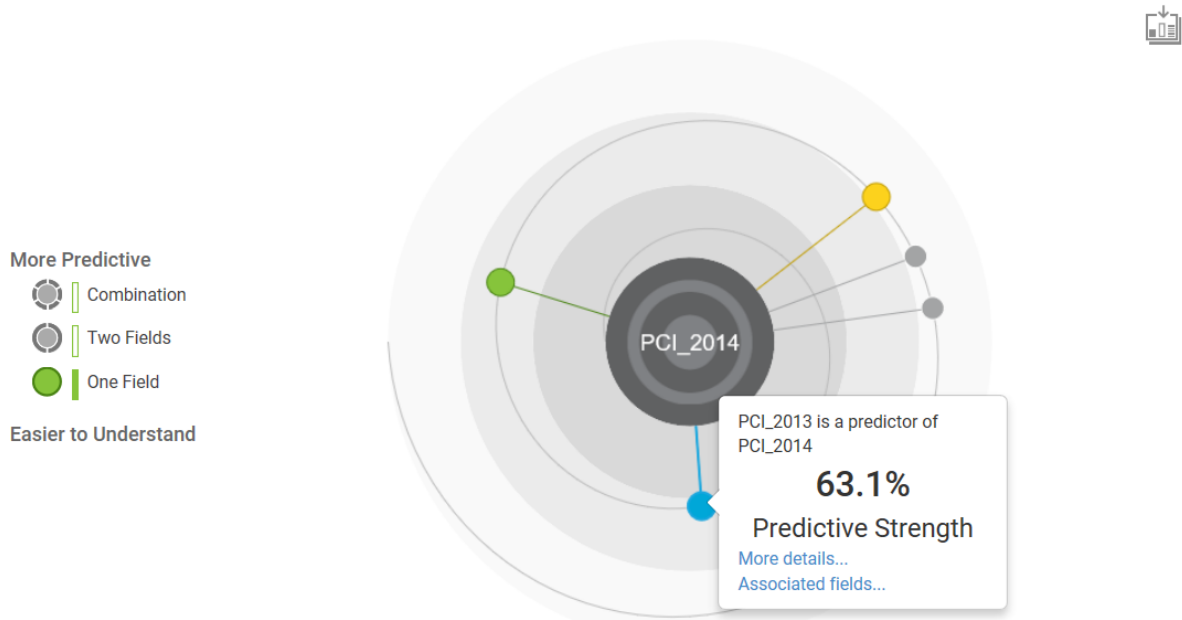 More Predictive
Combination
Two Fields
One Field
Easier to Understand
PCI_2014
PCI_2013 is a predictor of
PCI_2014
63.1%
Predictive Strength
More details...
Associated fields...